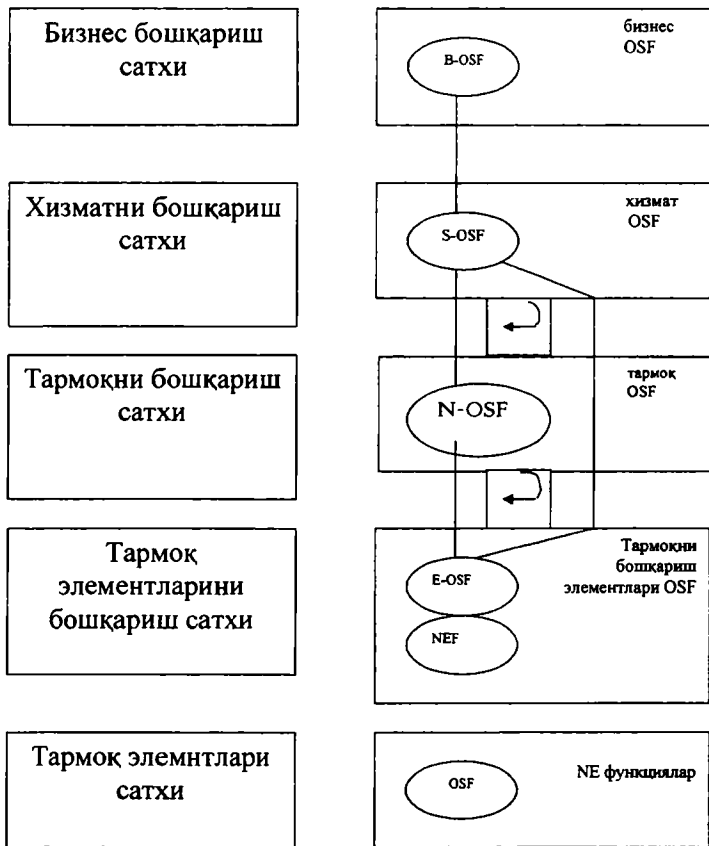 Бизнес бошқариш
сатхи
бизнес
OSF
B-OSF
Хизматни бошқариш
сатхи
хизмат
OSF
S-OSF
Тармоқни бошқариш
сатхи
тармоқ
OSF
N-OSF
Тармоқ
элементларини
бошқариш сатхи
Тармоқни
бошқариш
элементлари OSF
E-OSF
NEF
Тармоқ элемнтлари
сатхи
NE функциялар
OSF